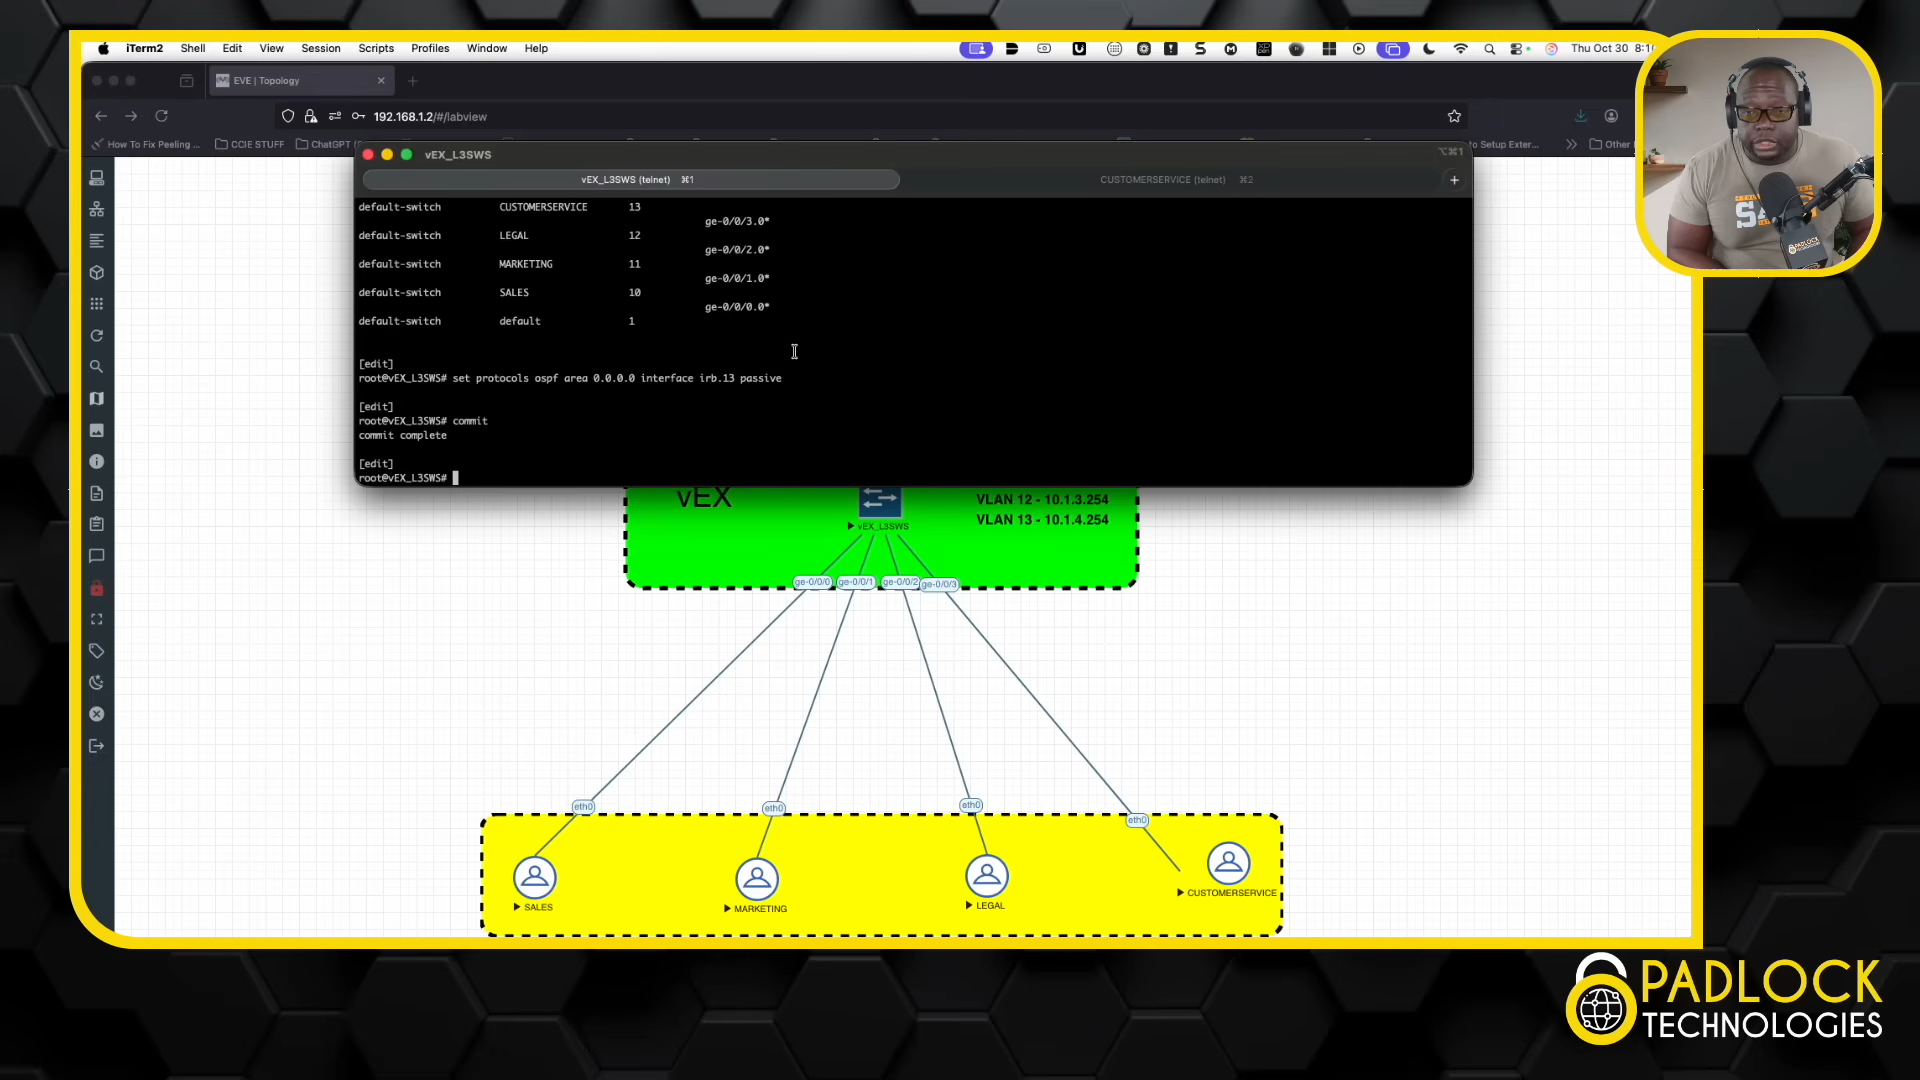 iTerm2 Shell Edit View Session Scripts Profiles Window Help
Thu Oct 30 8:1
EVE | Topology
192.168.1.2/#/labview
How To Fix Peeling ... CCIE STUFF ChatGPT
to Setup Exter... Other
vEX_L3SWS
⌥⌘1
vEX_L3SWS (telnet) ⌘1
CUSTOMERSERVICE (telnet) ⌘2
default-switch CUSTOMERSERVICE 13
ge-0/0/3.0*
default-switch LEGAL 12
ge-0/0/2.0*
default-switch MARKETING 11
ge-0/0/1.0*
default-switch SALES 10
ge-0/0/0.0*
default-switch default 1
[edit]
root@vEX_L3SWS# set protocols ospf area 0.0.0.0 interface irb.13 passive
[edit]
root@vEX_L3SWS# commit
commit complete
[edit]
root@vEX_L3SWS#
vEX
VLAN 12 - 10.1.3.254
VLAN 13 - 10.1.4.254
vEX_L3SWS
ge-0/0/0 ge-0/0/1 ge-0/0/2 ge-0/0/3
eth0 eth0 eth0 eth0
SALES
MARKETING
LEGAL
CUSTOMERSERVICE
PADLOCK
TECHNOLOGIES